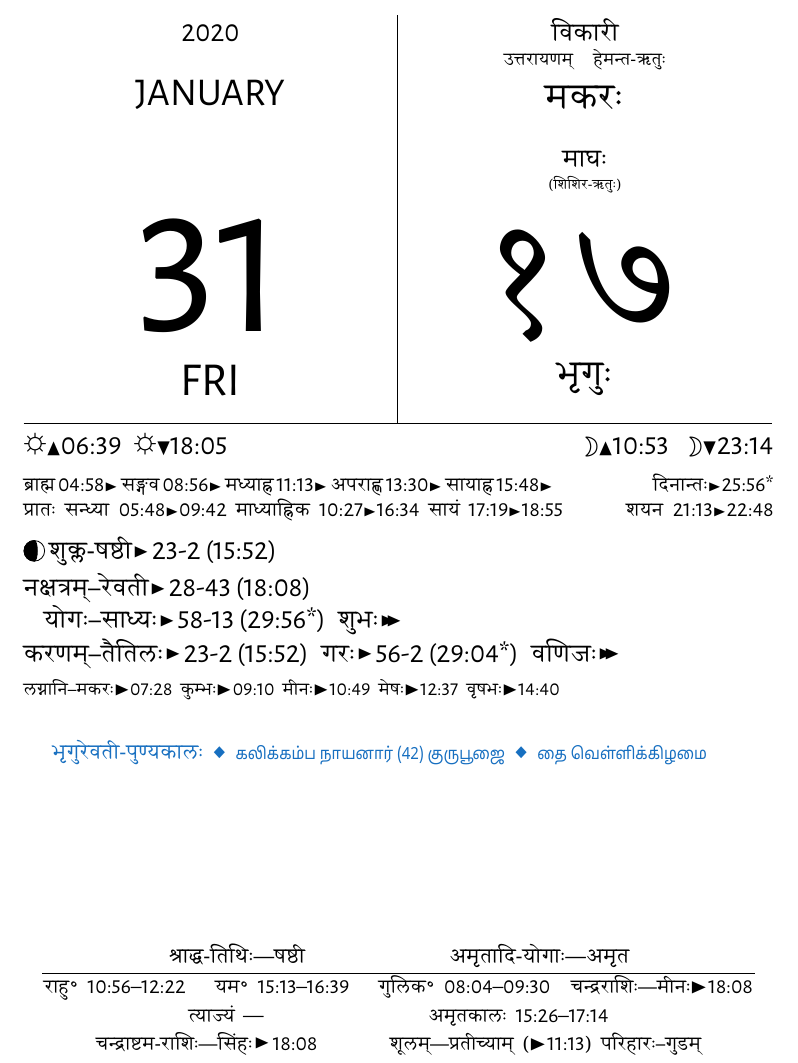 2020
JANUARY
31
FRI
विकारी
उत्तरायणम् हेमन्त-ऋतुः
मकरः
माघः
(शिशिर-ऋतुः)
१७
भृगुः
☼▲06:39 ☼▼18:05 ☽▲10:53 ☽▼23:14
ब्राह्म 04:58► सङ्गव 08:56► मध्याह्न 11:13► अपराह्ण 13:30► सायाह्न 15:48► दिनान्तः►25:56*
प्रातः सन्ध्या 05:48►09:42 माध्याह्निक 10:27►16:34 सायं 17:19►18:55 शयन 21:13►22:48
शुक्ल-षष्ठी►23-2 (15:52)
नक्षत्रम्–रेवती►28-43 (18:08)
योगः–साध्यः►58-13 (29:56*) शुभः►►
करणम्–तैतिलः►23-2 (15:52) गरः►56-2 (29:04*) वणिजः►►
लग्नानि–मकरः►07:28 कुम्भः►09:10 मीनः►10:49 मेषः►12:37 वृषभः►14:40
भृगुरेवती-पुण्यकालः ◆ கலிக்கம்ப நாயனார் (42) குருபூஜை ◆ தை வெள்ளிக்கிழமை
श्राद्ध-तिथिः—षष्ठी अमृतादि-योगाः—अमृत
राहु॰ 10:56–12:22 यम॰ 15:13–16:39 गुलिक॰ 08:04–09:30 चन्द्रराशिः—मीनः►18:08
त्याज्यं — अमृतकालः 15:26–17:14
चन्द्राष्टम-राशिः—सिंहः►18:08 शूलम्—प्रतीच्याम् (►11:13) परिहारः–गुडम्